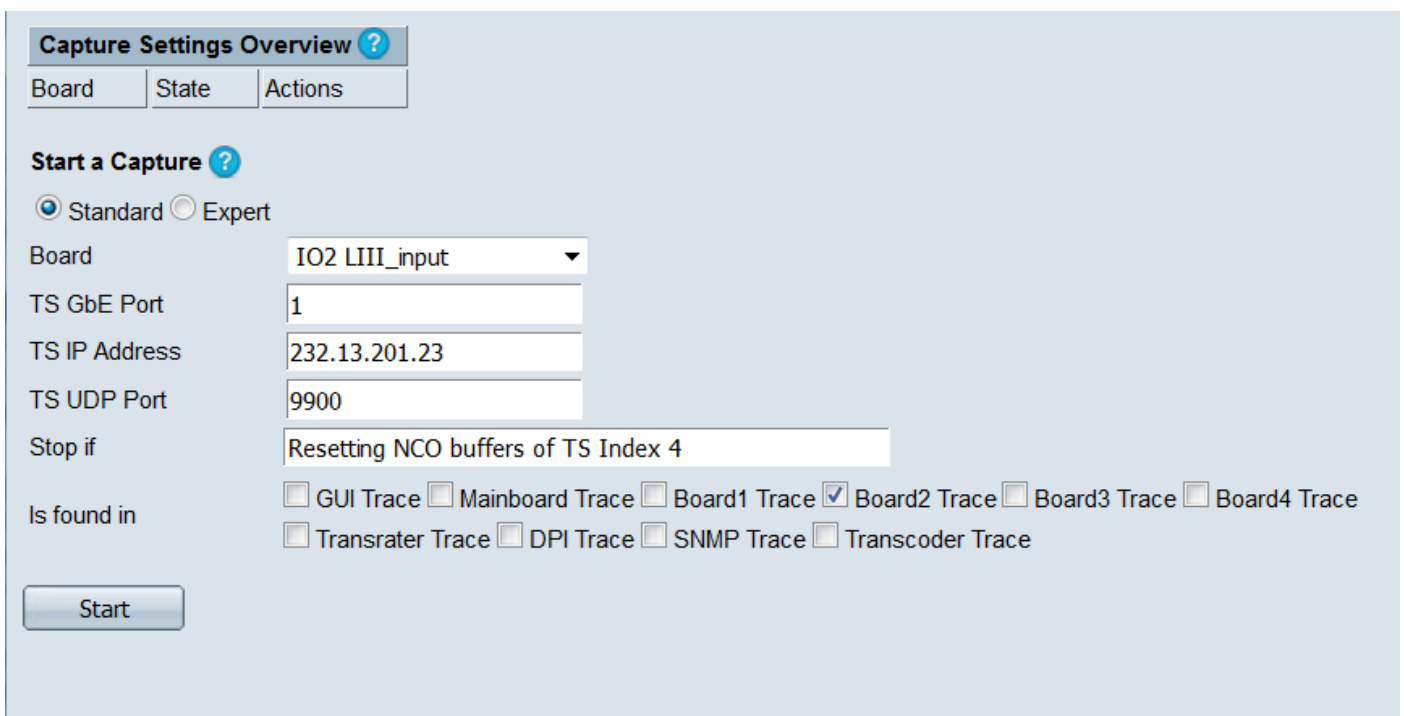 Capture Settings Overview ?
Board State Actions
Start a Capture ?
Standard Expert
Board IO2 LIII_input
TS GbE Port 1
TS IP Address 232.13.201.23
TS UDP Port 9900
Stop if Resetting NCO buffers of TS Index 4
GUI Trace Mainboard Trace Board1 Trace Board2 Trace Board3 Trace Board4 Trace
Is found in
Transrater Trace DPI Trace SNMP Trace Transcoder Trace
Start